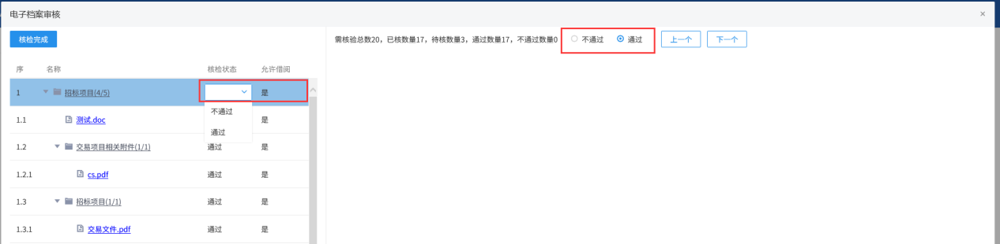 电子档案审核
×
核检完成
需核验总数20，已核数量17，待核数量3，通过数量17，不通过数量0 不通过 通过 上一个 下一个
序 名称 核检状态 允许借阅
1 招标项目(4/5) 是
不通过
1.1 测试.doc 是
通过
1.2 交易项目相关附件(1/1) 通过 是
1.2.1 cs.pdf 通过 是
1.3 招标项目(1/1) 通过 是
1.3.1 交易文件.pdf 通过 是